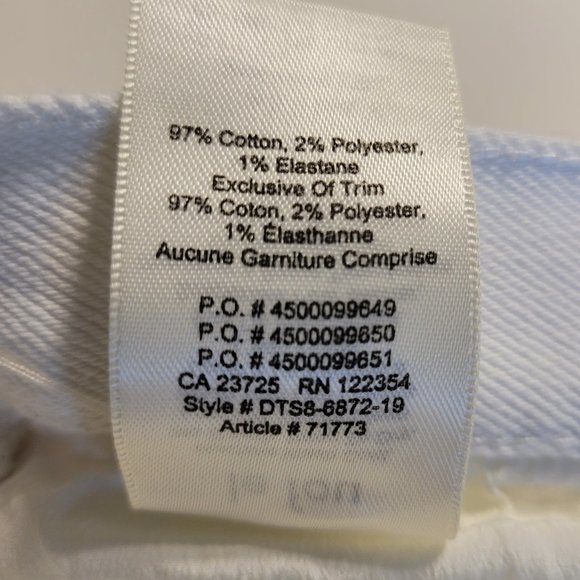 97% Cotton, 2% Polyester,
1% Elastane
Exclusive Of Trim
97% Coton, 2% Polyester,
1% Élasthanne
Aucune Garniture Comprise
P.O. # 4500099649
P.O. # 4500099650
P.O. # 4500099651
CA 23725 RN 122354
Style # DTS8-6872-19
Article # 71773